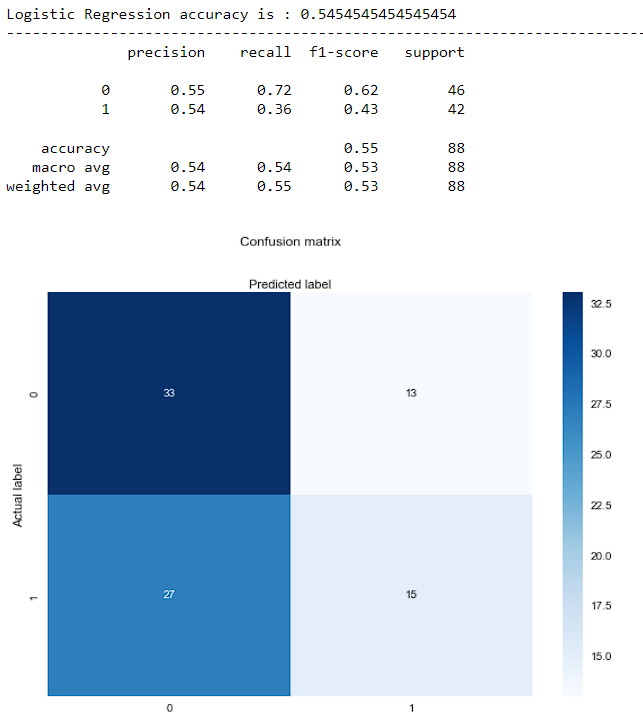 Logistic Regression accuracy is : 0.5454545454545454
--------------------------------------------------------------------------------
precision recall f1-score support
0 0.55 0.72 0.62 46
1 0.54 0.36 0.43 42
accuracy 0.55 88
macro avg 0.54 0.54 0.53 88
weighted avg 0.54 0.55 0.53 88
Confusion matrix
Predicted label
32.5
30.0
27.5
25.0
22.5
20.0
17.5
15.0
Actual label
0
33 13
1
27 15
0 1